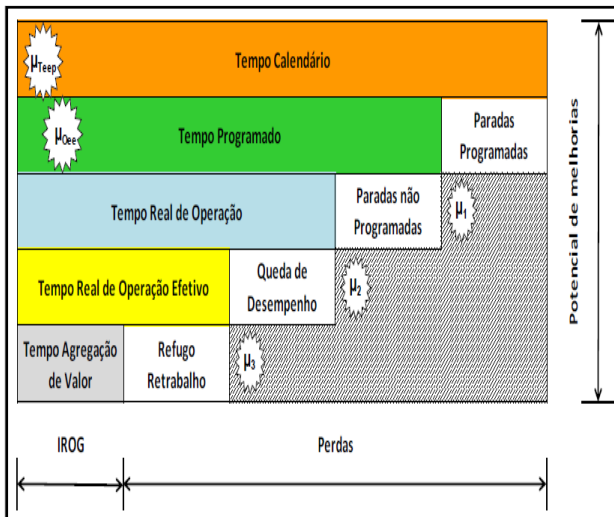 μTeep
Tempo Calendário
μOee
Tempo Programado
Paradas
Programadas
Tempo Real de Operação
Paradas não
Programadas
μ1
Tempo Real de Operação Efetivo
Queda de
Desempenho
μ2
Tempo Agregação
de Valor
Refugo
Retrabalho
μ3
Potencial de melhorias
IROG
Perdas